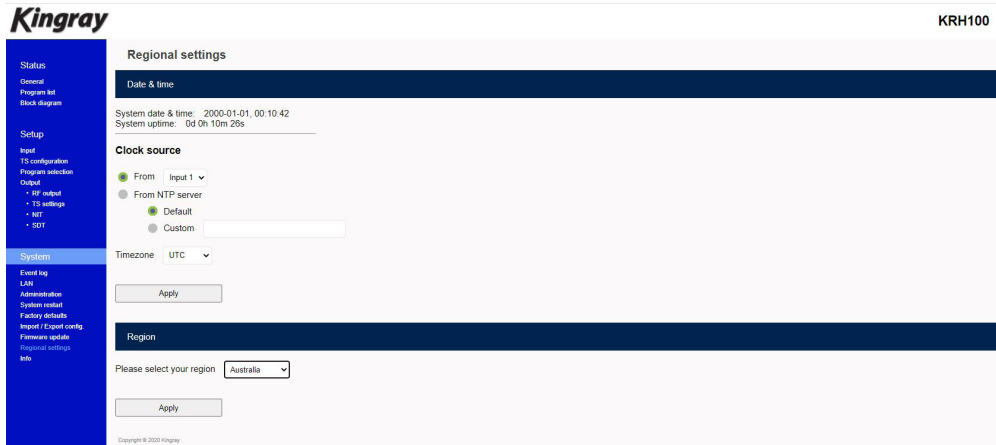 Kingray
KRH100
Status
General
Program list
Block diagram
Setup
Input
TS configuration
Program selection
Output
• RF output
• TS settings
• NIT
• SDT
System
Event log
LAN
Administration
System restart
Factory defaults
Import / Export config.
Firmware update
Regional settings
Info
Regional settings
Date & time
System date & time: 2000-01-01, 00:10:42
System uptime: 0d 0h 10m 26s
Clock source
From Input 1
From NTP server
Default
Custom
Timezone UTC
Apply
Region
Please select your region Australia
Apply
Copyright © 2020 Kingray